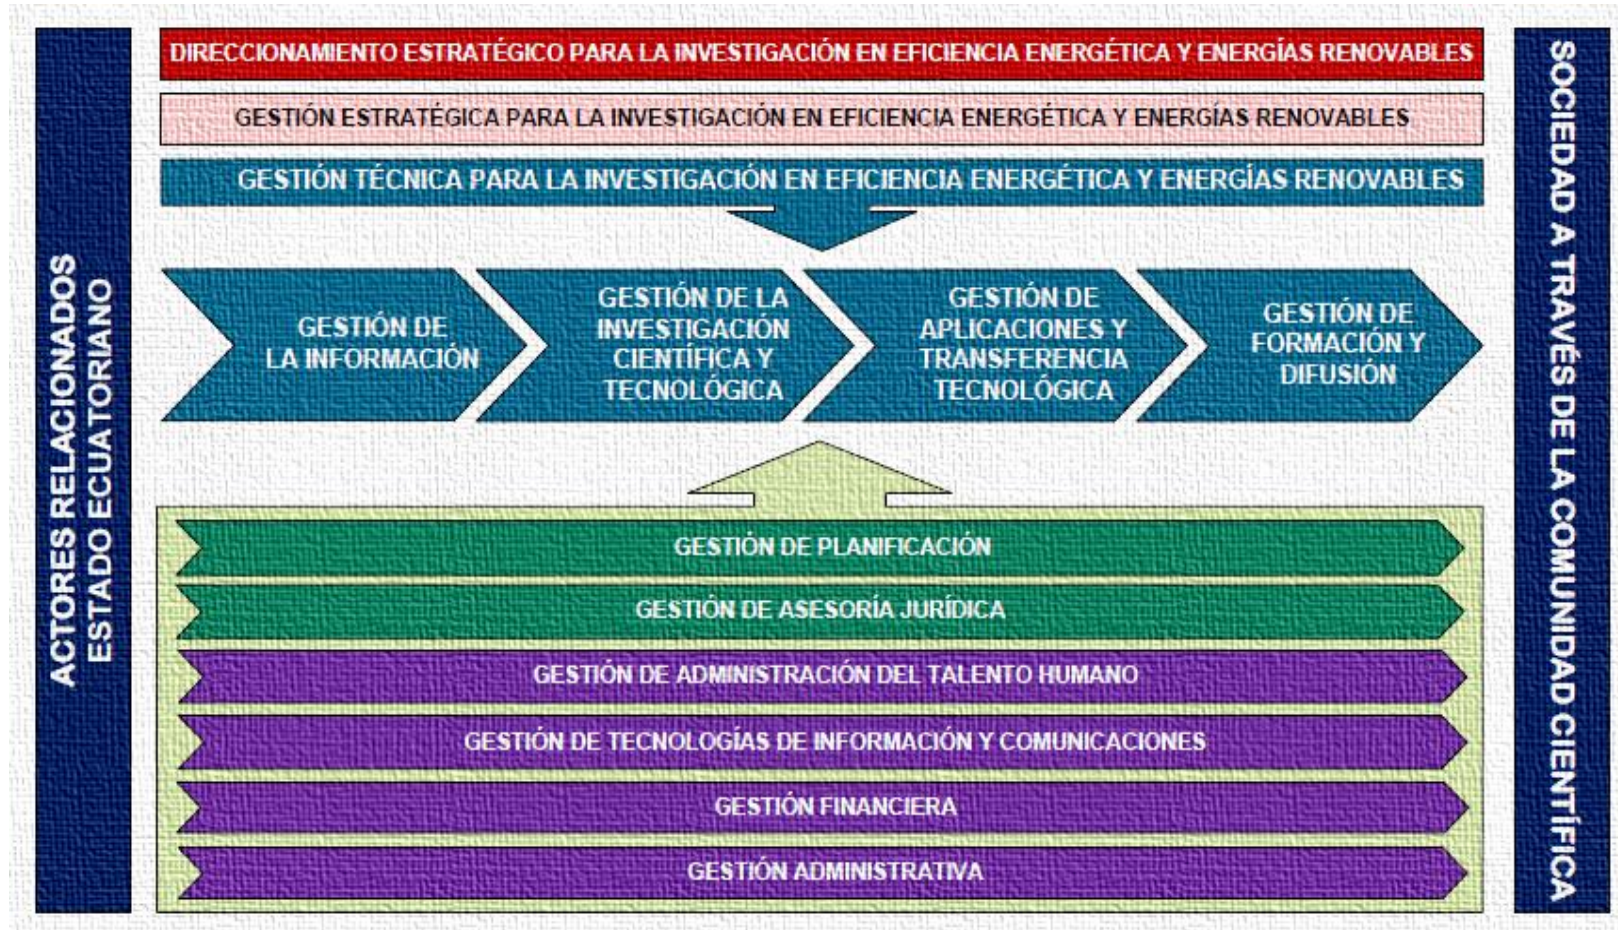 ACTORES RELACIONADOS
ESTADO ECUATORIANO
DIRECCIONAMIENTO ESTRATÉGICO PARA LA INVESTIGACIÓN EN EFICIENCIA ENERGÉTICA Y ENERGÍAS RENOVABLES
GESTIÓN ESTRATÉGICA PARA LA INVESTIGACIÓN EN EFICIENCIA ENERGÉTICA Y ENERGÍAS RENOVABLES
GESTIÓN TÉCNICA PARA LA INVESTIGACIÓN EN EFICIENCIA ENERGÉTICA Y ENERGÍAS RENOVABLES
GESTIÓN DE
LA INFORMACIÓN
GESTIÓN DE LA
INVESTIGACIÓN
CIENTÍFICA Y
TECNOLÓGICA
GESTIÓN DE
APLICACIONES Y
TRANSFERENCIA
TECNOLÓGICA
GESTIÓN DE
FORMACIÓN Y
DIFUSIÓN
GESTIÓN DE PLANIFICACIÓN
GESTIÓN DE ASESORÍA JURÍDICA
GESTIÓN DE ADMINISTRACIÓN DEL TALENTO HUMANO
GESTIÓN DE TECNOLOGÍAS DE INFORMACIÓN Y COMUNICACIONES
GESTIÓN FINANCIERA
GESTIÓN ADMINISTRATIVA
SOCIEDAD A TRAVÉS DE LA COMUNIDAD CIENTÍFICA